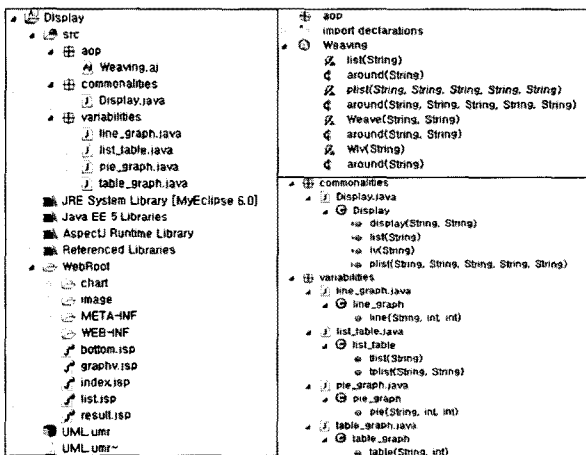 Display
src
aop
Weaving.aj
commonalities
Display.java
variabilities
line_graph.java
list_table.java
pie_graph.java
table_graph.java
JRE System Library [MyEclipse 6.0]
Java EE 5 Libraries
AspectJ Runtime Library
Referenced Libraries
WebRoot
chart
image
META-INF
WEB-INF
bottom.jsp
graphv.jsp
index.jsp
list.jsp
result.jsp
UML.umr
UML.umr~
aop
import declarations
Weaving
list(String)
around(String)
plist(String, String, String, String, String)
around(String, String, String, String, String)
Weave(String, String)
around(String, String)
Wlv(String)
around(String)
commonalities
Display.java
Display
display(String, String)
list(String)
lv(String)
plist(String, String, String, String, String)
variabilities
line_graph.java
line_graph
line(String, int, int)
list_table.java
list_table
tlist(String)
tplist(String, String)
pie_graph.java
pie_graph
pie(String, int, int)
table_graph.java
table_graph
table(String, int)